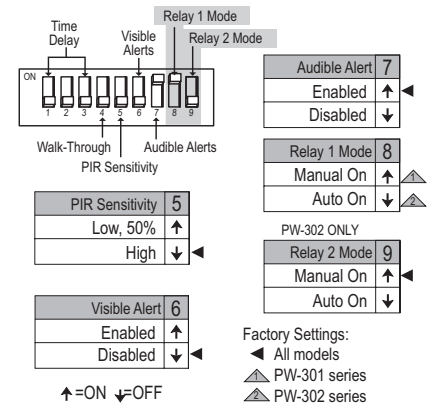 Relay 1 Mode
Time Delay
Visible Alerts
Relay 2 Mode
ON
1 2 3 4 5 6 7 8 9
Walk-Through
Audible Alerts
PIR Sensitivity
PIR Sensitivity 5
Low, 50% ↑
High ↓ ◄
Visible Alert 6
Enabled ↑
Disabled ↓ ◄
↑=ON ↓=OFF
Audible Alert 7
Enabled ↑ ◄
Disabled ↓
Relay 1 Mode 8
Manual On ↑ 1
Auto On ↓ 2
PW-302 ONLY
Relay 2 Mode 9
Manual On ↑ ◄
Auto On ↓
Factory Settings:
◄ All models
1 PW-301 series
2 PW-302 series